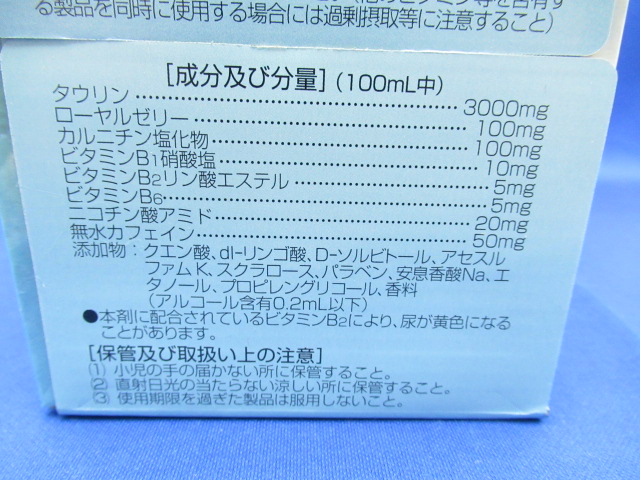 る製品を同時に使用する場合には過剰摂取等に注意すること)
[成分及び分量](100mL中)
タウリン………3000mg
ローヤルゼリー………100mg
カルニチン塩化物………100mg
ビタミンB1硝酸塩………10mg
ビタミンB2リン酸エステル………5mg
ビタミンB6………5mg
ニコチン酸アミド………20mg
無水カフェイン………50mg
添加物:クエン酸、dl-リンゴ酸、D-ソルビトール、アセスル
ファムK、スクラロース、パラベン、安息香酸Na、エ
タノール、プロピレングリコール、香料
(アルコール含有0.2mL以下)
●本剤に配合されているビタミンB2により、尿が黄色になる
ことがあります。
[保管及び取扱い上の注意]
(1) 小児の手の届かない所に保管すること。
(2) 直射日光の当たらない涼しい所に保管すること。
(3) 使用期限を過ぎた製品は服用しないこと。